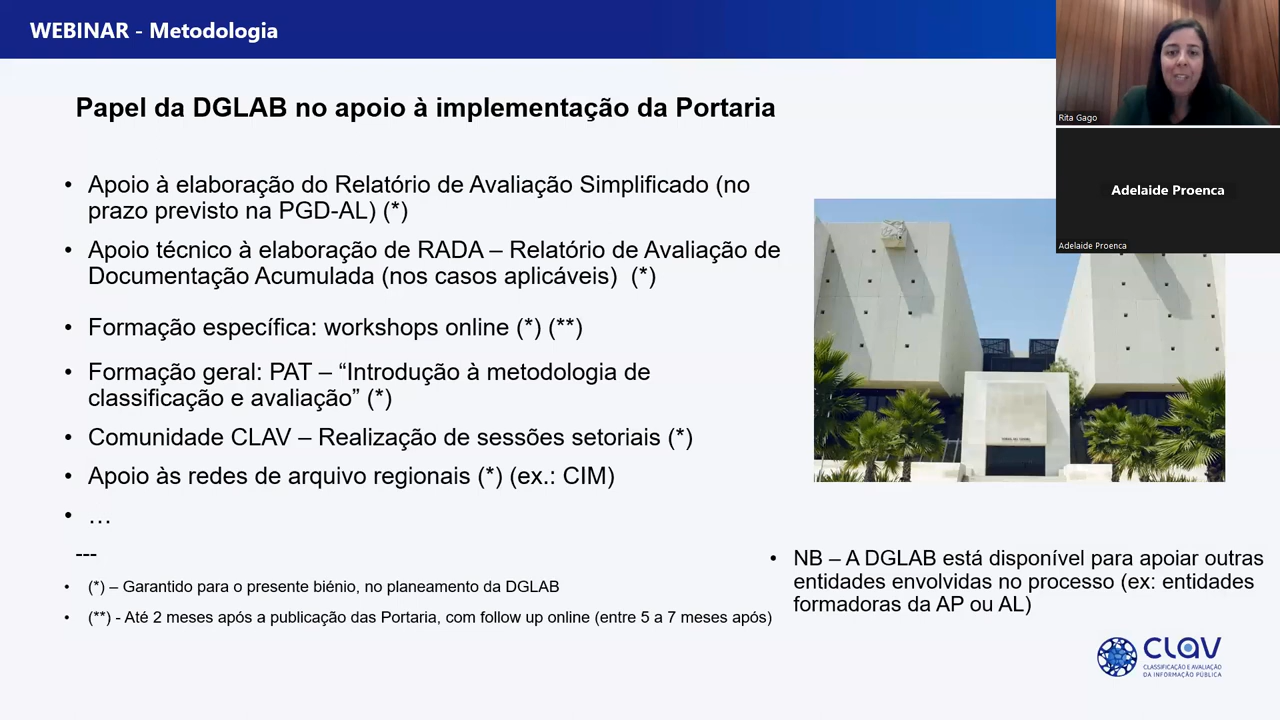 WEBINAR - Metodologia
Rita Gago
Adelaide Proenca
Adelaide Proenca
Papel da DGLAB no apoio à implementação da Portaria
• Apoio à elaboração do Relatório de Avaliação Simplificado (no
prazo previsto na PGD-AL) (*)
• Apoio técnico à elaboração de RADA – Relatório de Avaliação de
Documentação Acumulada (nos casos aplicáveis) (*)
• Formação específica: workshops online (*) (**)
• Formação geral: PAT – “Introdução à metodologia de
classificação e avaliação” (*)
• Comunidade CLAV – Realização de sessões setoriais (*)
• Apoio às redes de arquivo regionais (*) (ex.: CIM)
• …
---
• (*) – Garantido para o presente biénio, no planeamento da DGLAB
• (**) - Até 2 meses após a publicação das Portaria, com follow up online (entre 5 a 7 meses após)
• NB – A DGLAB está disponível para apoiar outras
entidades envolvidas no processo (ex: entidades
formadoras da AP ou AL)
CLAV
CLASSIFICAÇÃO E AVALIAÇÃO
DA INFORMAÇÃO PÚBLICA